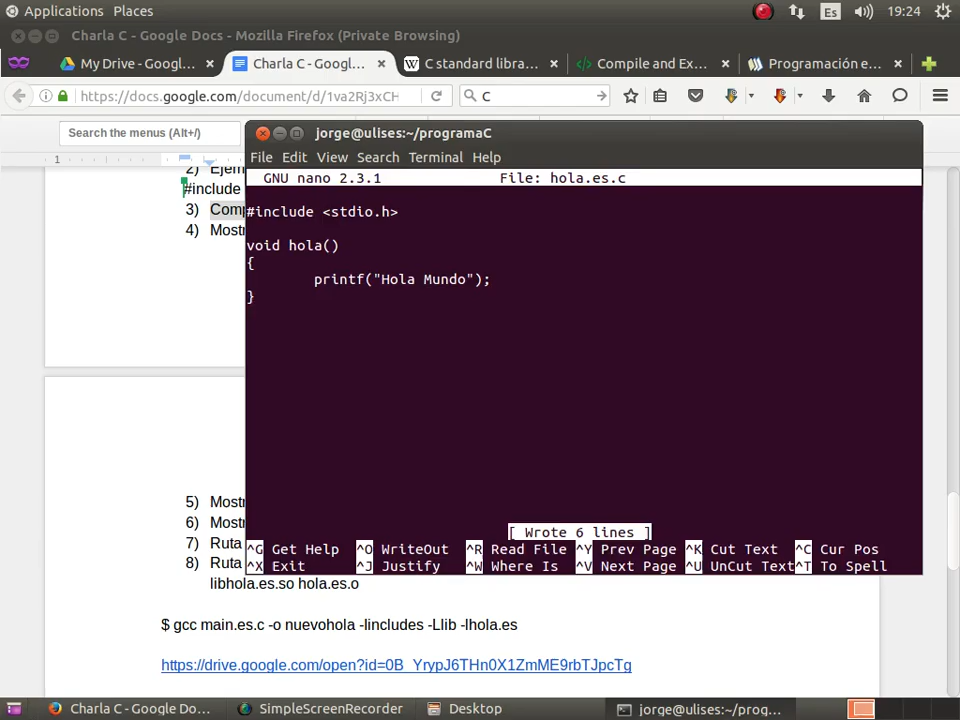 Applications Places Es 19:24
Charla C - Google Docs - Mozilla Firefox (Private Browsing)
My Drive - Google... × Charla C - Googl... × W C standard libra... × Compile and Ex... × Programación e... ×
https://docs.google.com/document/d/1va2Rj3xCH C
Search the menus (Alt+/)
jorge@ulises:~/programaC
File Edit View Search Terminal Help
1
GNU nano 2.3.1 File: hola.es.c
2) Ejem
#include
3) Comp
4) Mostr
#include <stdio.h>
void hola()
{
printf("Hola Mundo");
}
5) Mostr
6) Mostr
7) Ruta
8) Ruta
libhola.es.so hola.es.o
[ Wrote 6 lines ]
^G Get Help ^O WriteOut ^R Read File ^Y Prev Page ^K Cut Text ^C Cur Pos
^X Exit ^J Justify ^W Where Is ^V Next Page ^U UnCut Text ^T To Spell
$ gcc main.es.c -o nuevohola -Iincludes -Llib -lhola.es
https://drive.google.com/open?id=0B_YrypJ6THn0X1ZmME9rbTJpcTg
Charla C - Google Do... SimpleScreenRecorder Desktop jorge@ulises:~/prog...